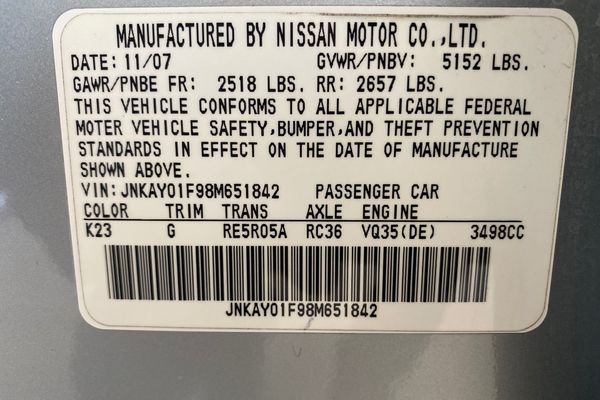 MANUFACTURED BY NISSAN MOTOR CO.,LTD.
DATE: 11/07 GVWR/PNBV: 5152 LBS.
GAWR/PNBE FR: 2518 LBS. RR: 2657 LBS.
THIS VEHICLE CONFORMS TO ALL APPLICABLE FEDERAL
MOTER VEHICLE SAFETY,BUMPER,AND THEFT PREVENTION
STANDARDS IN EFFECT ON THE DATE OF MANUFACTURE
SHOWN ABOVE.
VIN:JNKAY01F98M651842 PASSENGER CAR
COLOR TRIM TRANS AXLE ENGINE
K23 G RE5R05A RC36 VQ35(DE) 3498CC
JNKAY01F98M651842